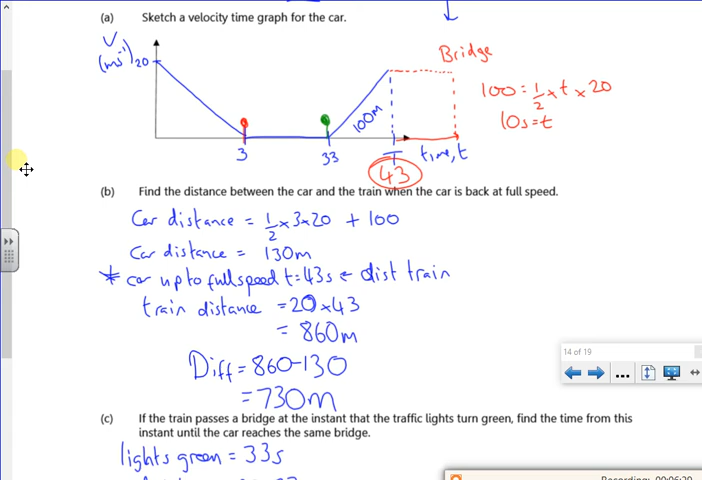 (a) Sketch a velocity time graph for the car.
V
(ms⁻¹) 20
Bridge
100 = 1/2 × t × 20
10s = t
100m
3
33
T
time, t
43
(b) Find the distance between the car and the train when the car is back at full speed.
Car distance = 1/2 × 3 × 20 + 100
Car distance = 130m
* car up to full speed t = 43s ← dist train
train distance = 20 × 43
= 860m
Diff = 860 - 130
= 730m
14 of 19
...
(c) If the train passes a bridge at the instant that the traffic lights turn green, find the time from this
instant until the car reaches the same bridge.
lights green = 33s